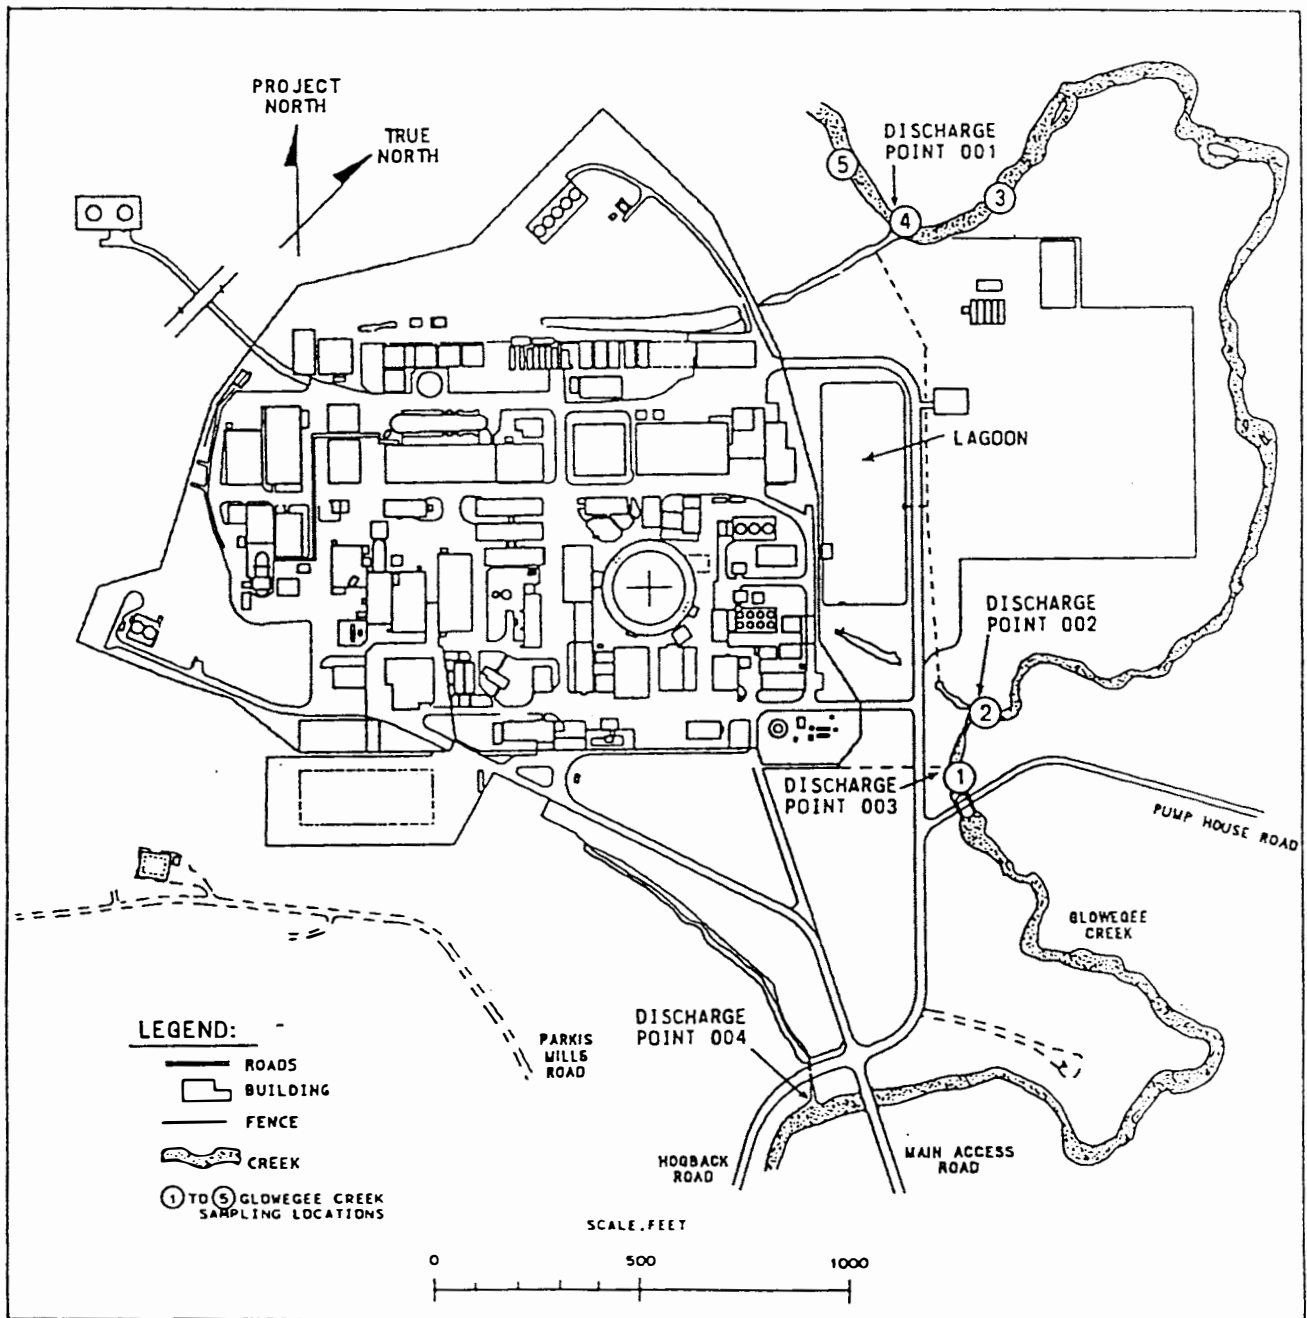 PROJECT
NORTH
TRUE
NORTH
DISCHARGE
POINT 001
5
4
3
LAGOON
DISCHARGE
POINT 002
2
1
DISCHARGE
POINT 003
PUMP HOUSE ROAD
GLOWEGEE
CREEK
DISCHARGE
POINT 004
PARKIS
MILLS
ROAD
HOGBACK
ROAD
MAIN ACCESS
ROAD
LEGEND:
ROADS
BUILDING
FENCE
CREEK
1 TO 5 GLOWEGEE CREEK
SAMPLING LOCATIONS
SCALE, FEET
0 500 1000